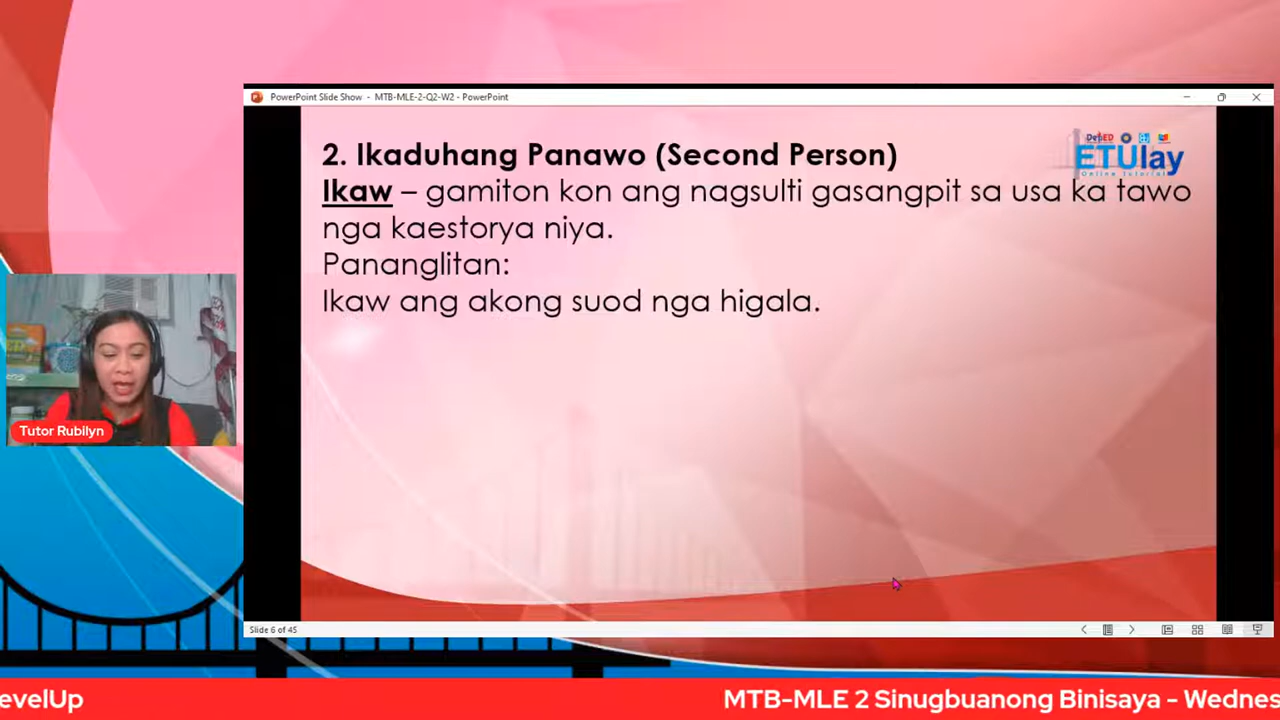 PowerPoint Slide Show - MTB-MLE-2-Q2-W2 - PowerPoint
2. Ikaduhang Panawo (Second Person)
Ikaw – gamiton kon ang nagsulti gasangpit sa usa ka tawo
nga kaestorya niya.
Pananglitan:
Ikaw ang akong suod nga higala.
ETUlay
Online Tutorial
Tutor Rubilyn
Slide 6 of 45
evelUp
MTB-MLE 2 Sinugbuanong Binisaya - Wednes